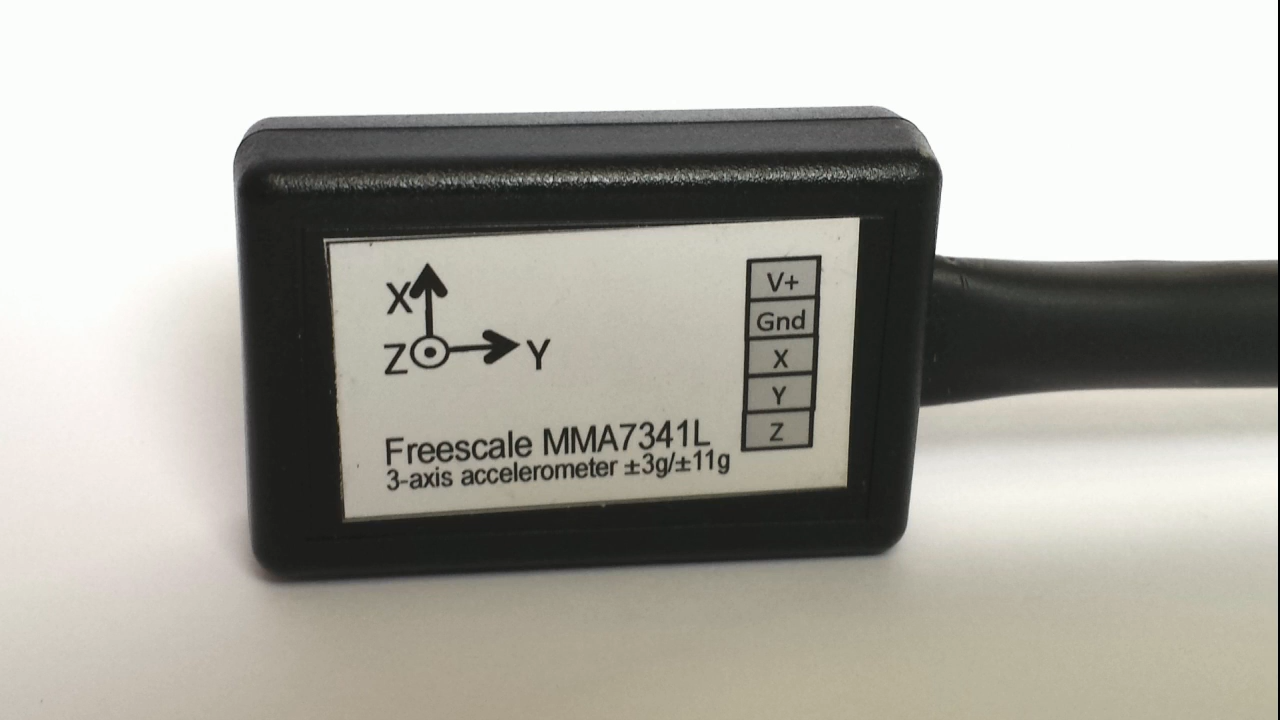 X
Z Y
Freescale MMA7341L
3-axis accelerometer ±3g/±11g
V+
Gnd
X
Y
Z